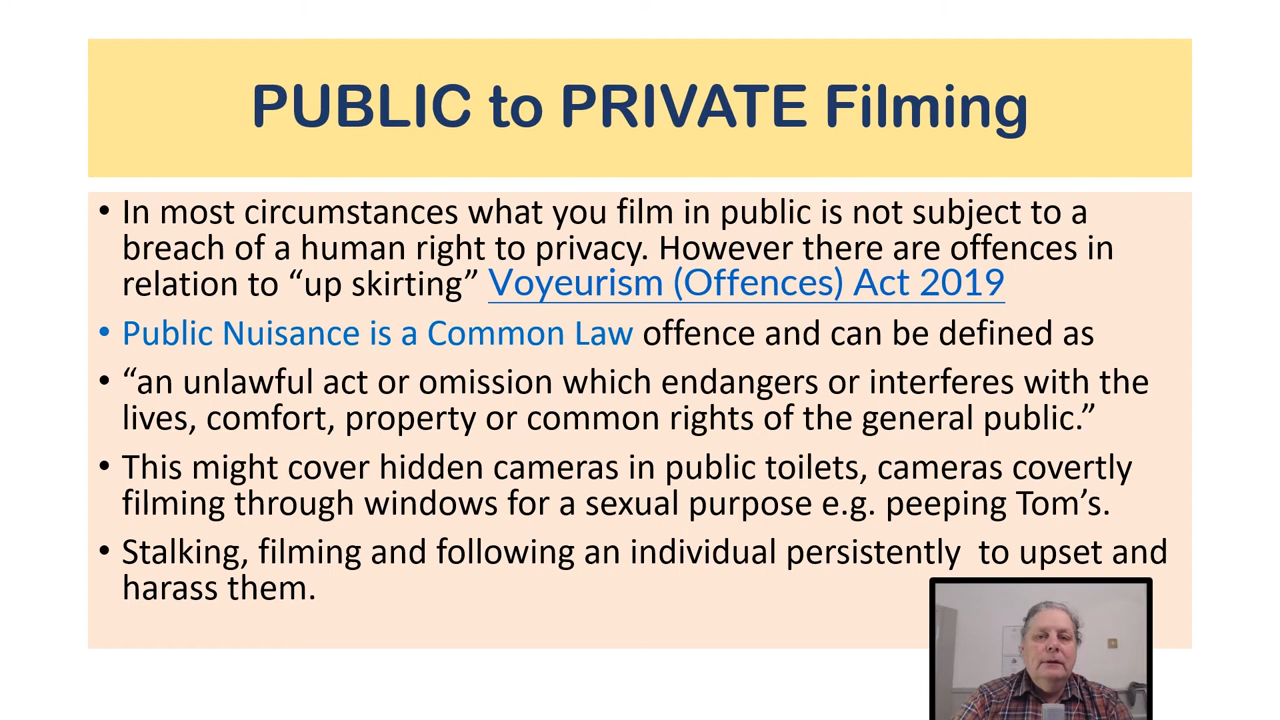 PUBLIC to PRIVATE Filming
• In most circumstances what you film in public is not subject to a
breach of a human right to privacy. However there are offences in
relation to “up skirting” Voyeurism (Offences) Act 2019
• Public Nuisance is a Common Law offence and can be defined as
• “an unlawful act or omission which endangers or interferes with the
lives, comfort, property or common rights of the general public.”
• This might cover hidden cameras in public toilets, cameras covertly
filming through windows for a sexual purpose e.g. peeping Tom’s.
• Stalking, filming and following an individual persistently  to upset and
harass them.